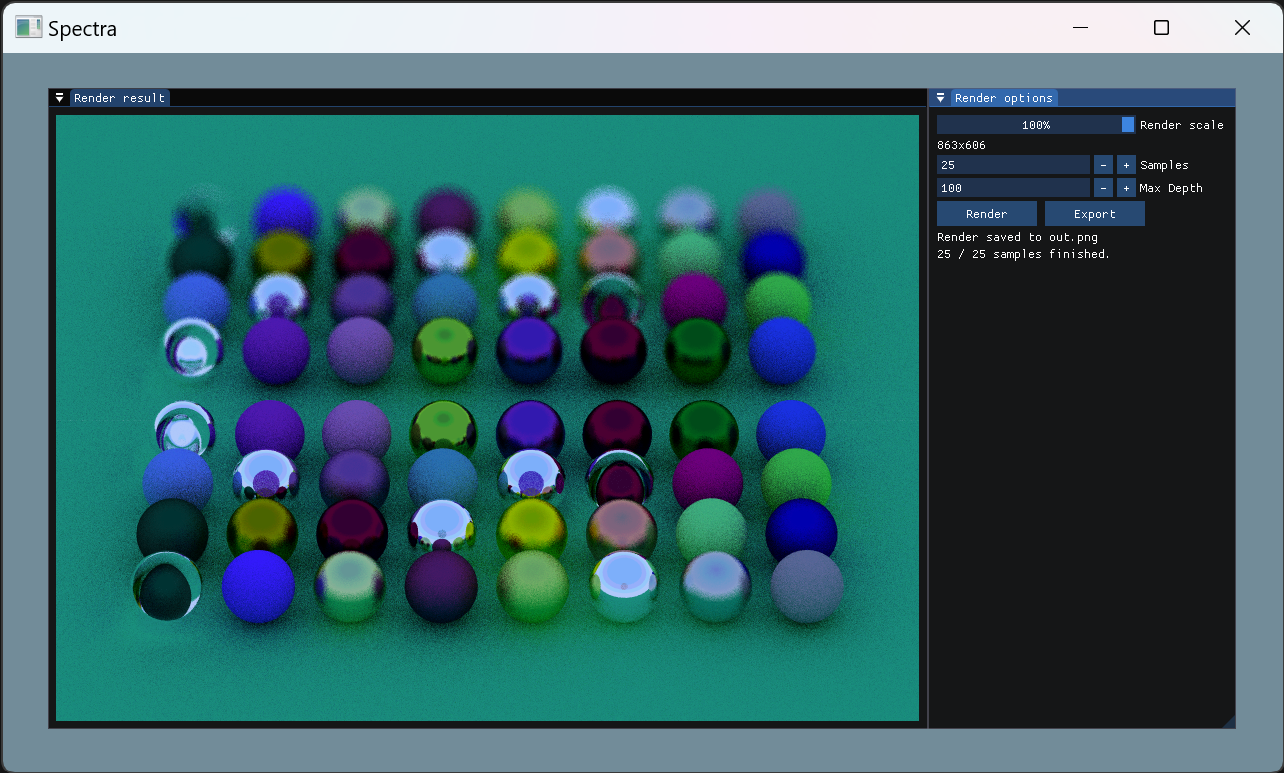 Spectra
Render result
Render options
100% Render scale
863x606
25 - + Samples
100 - + Max Depth
Render Export
Render saved to out.png
25 / 25 samples finished.